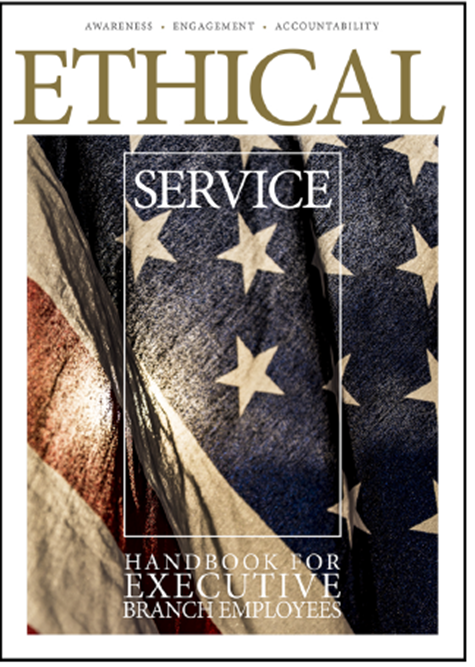 AWARENESS • ENGAGEMENT • ACCOUNTABILITY
ETHICAL
SERVICE
HANDBOOK FOR
EXECUTIVE
BRANCH EMPLOYEES